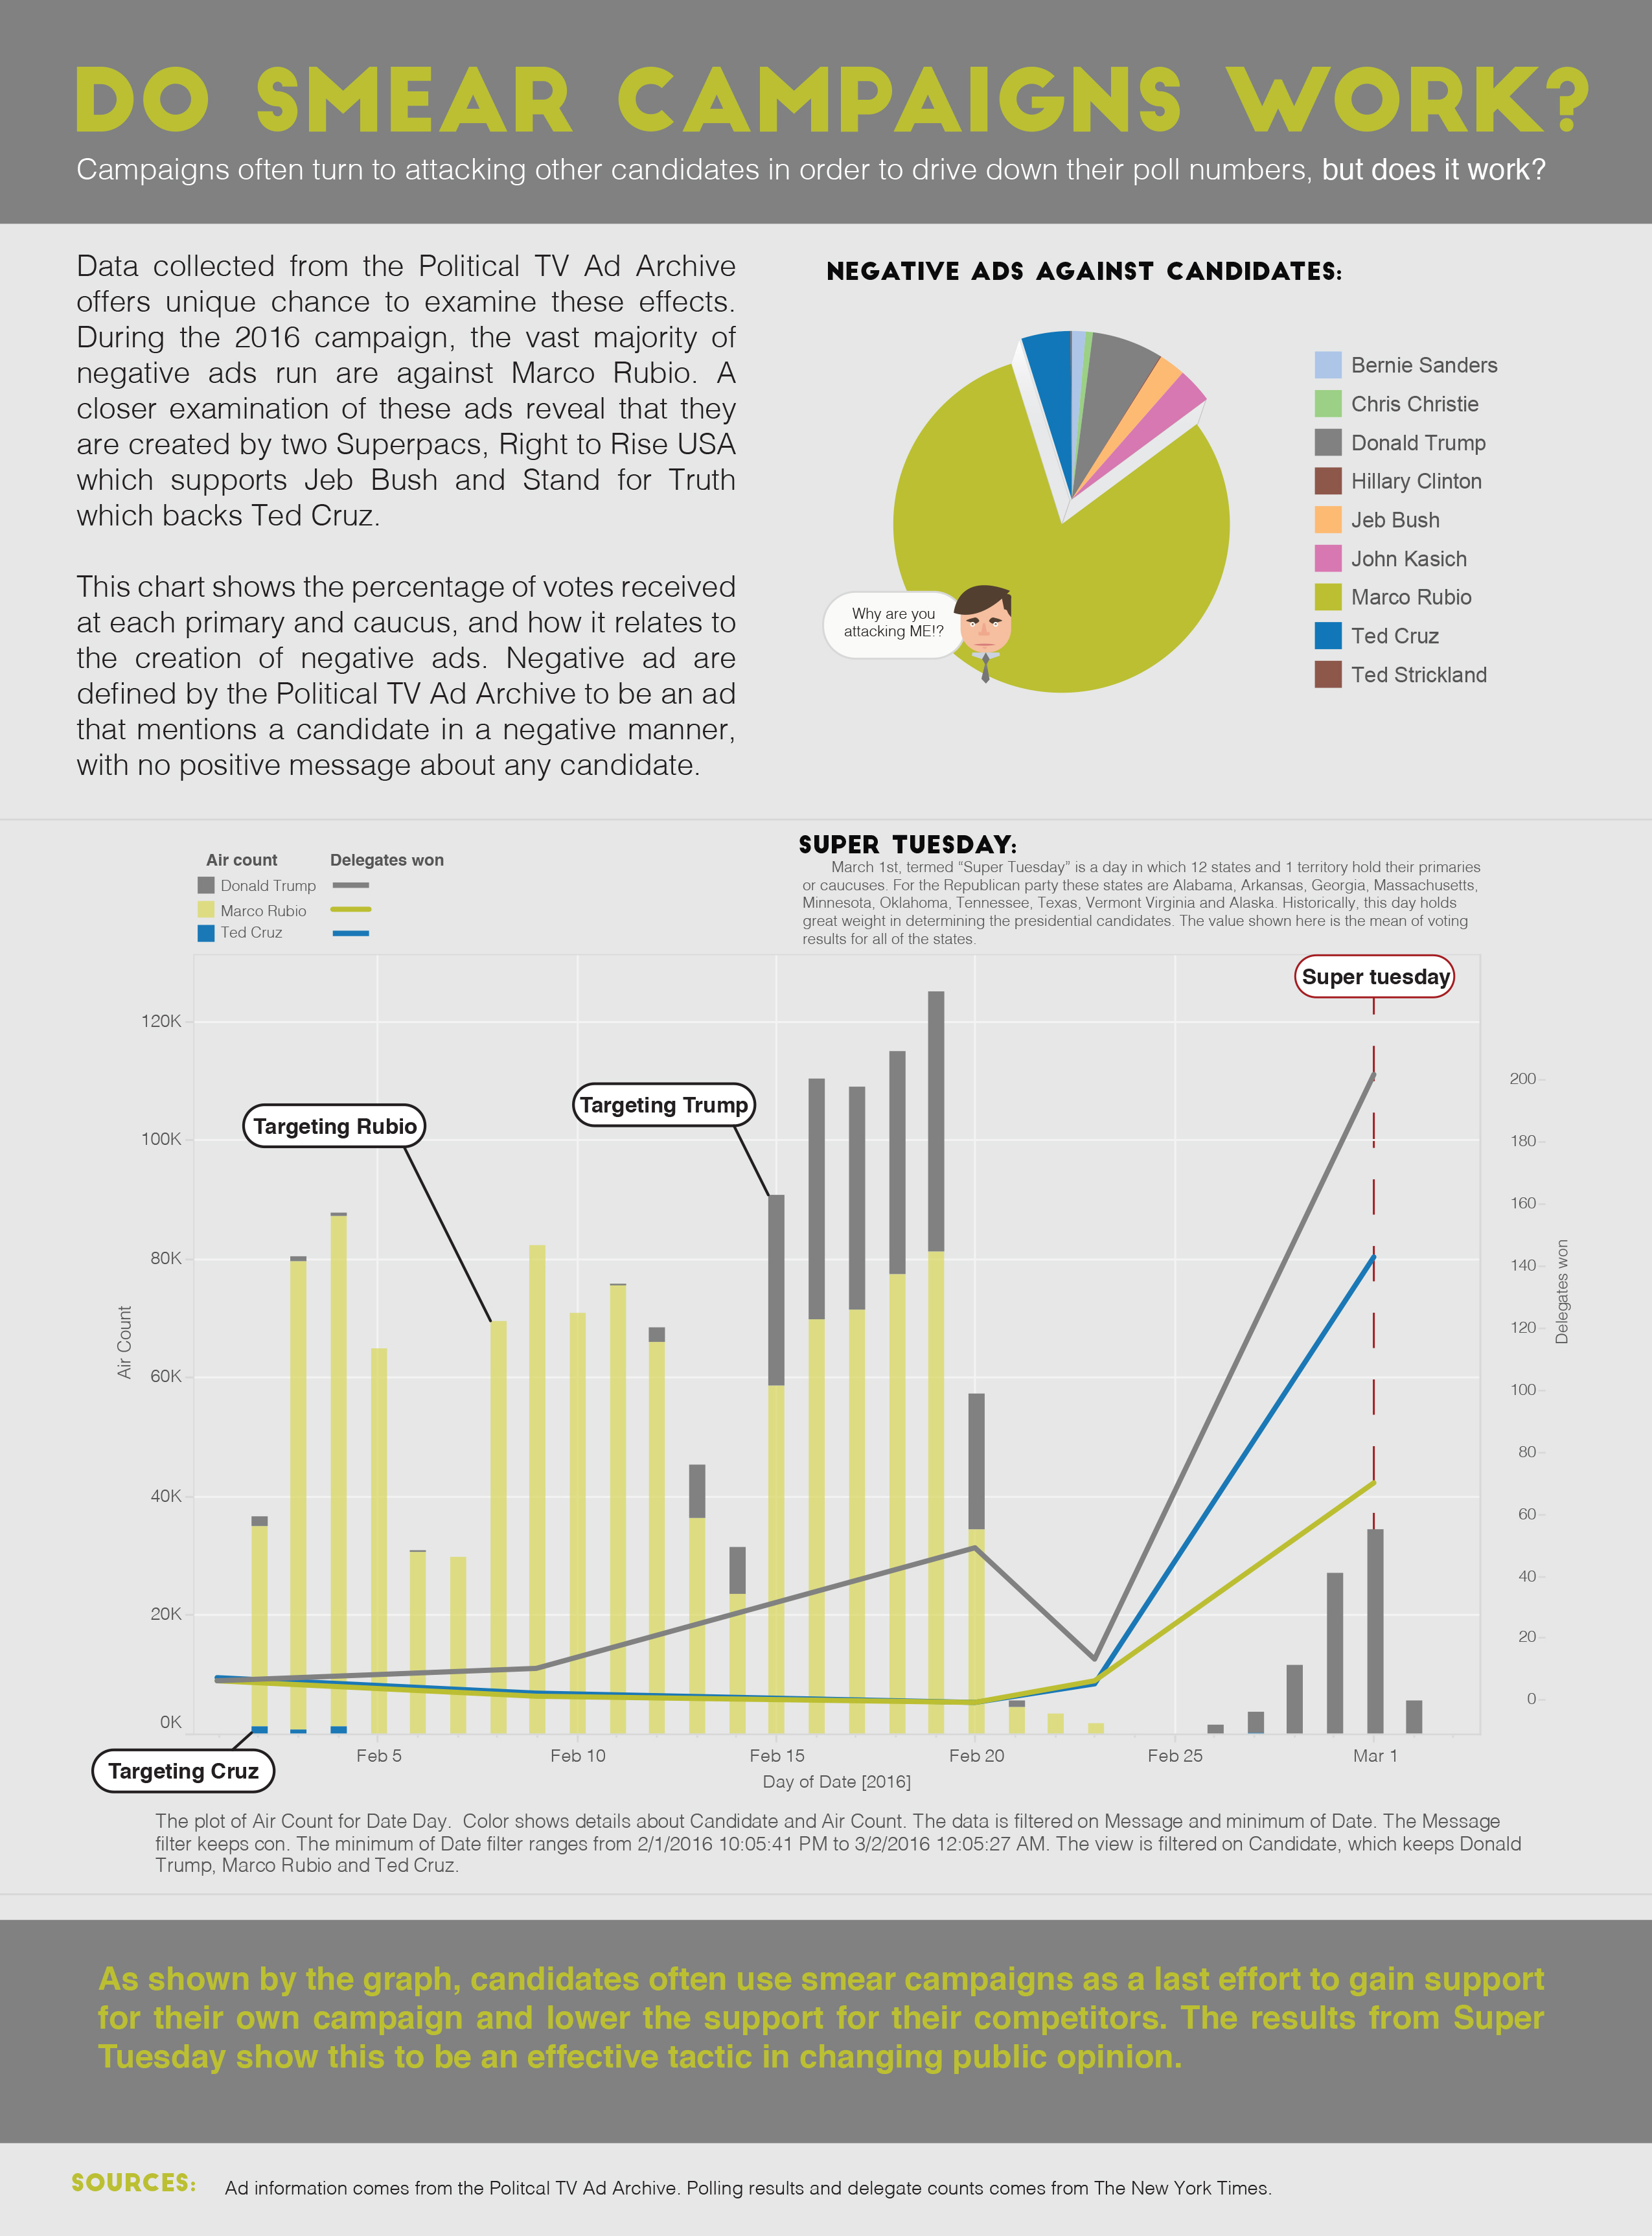 DO SMEAR CAMPAIGNS WORK?
Campaigns often turn to attacking other candidates in order to drive down their poll numbers, but does it work?
Data collected from the Political TV Ad Archive
offers unique chance to examine these effects.
During the 2016 campaign, the vast majority of
negative ads run are against Marco Rubio. A
closer examination of these ads reveal that they
are created by two Superpacs, Right to Rise USA
which supports Jeb Bush and Stand for Truth
which backs Ted Cruz.
This chart shows the percentage of votes received
at each primary and caucus, and how it relates to
the creation of negative ads. Negative ad are
defined by the Political TV Ad Archive to be an ad
that mentions a candidate in a negative manner,
with no positive message about any candidate.
NEGATIVE ADS AGAINST CANDIDATES:
Why are you
attacking ME!?
Bernie Sanders
Chris Christie
Donald Trump
Hillary Clinton
Jeb Bush
John Kasich
Marco Rubio
Ted Cruz
Ted Strickland
Air count Delegates won
Donald Trump
Marco Rubio
Ted Cruz
SUPER TUESDAY:
March 1st, termed “Super Tuesday” is a day in which 12 states and 1 territory hold their primaries
or caucuses. For the Republican party these states are Alabama, Arkansas, Georgia, Massachusetts,
Minnesota, Oklahoma, Tennessee, Texas, Vermont Virginia and Alaska. Historically, this day holds
great weight in determining the presidential candidates. The value shown here is the mean of voting
results for all of the states.
Super tuesday
Targeting Rubio
Targeting Trump
Targeting Cruz
Air Count
120K
100K
80K
60K
40K
20K
0K
200
180
160
140
120
100
80
60
40
20
0
Delegates won
Feb 5 Feb 10 Feb 15 Feb 20 Feb 25 Mar 1
Day of Date [2016]
The plot of Air Count for Date Day. Color shows details about Candidate and Air Count. The data is filtered on Message and minimum of Date. The Message
filter keeps con. The minimum of Date filter ranges from 2/1/2016 10:05:41 PM to 3/2/2016 12:05:27 AM. The view is filtered on Candidate, which keeps Donald
Trump, Marco Rubio and Ted Cruz.
As shown by the graph, candidates often use smear campaigns as a last effort to gain support
for their own campaign and lower the support for their competitors. The results from Super
Tuesday show this to be an effective tactic in changing public opinion.
SOURCES: Ad information comes from the Politcal TV Ad Archive. Polling results and delegate counts comes from The New York Times.